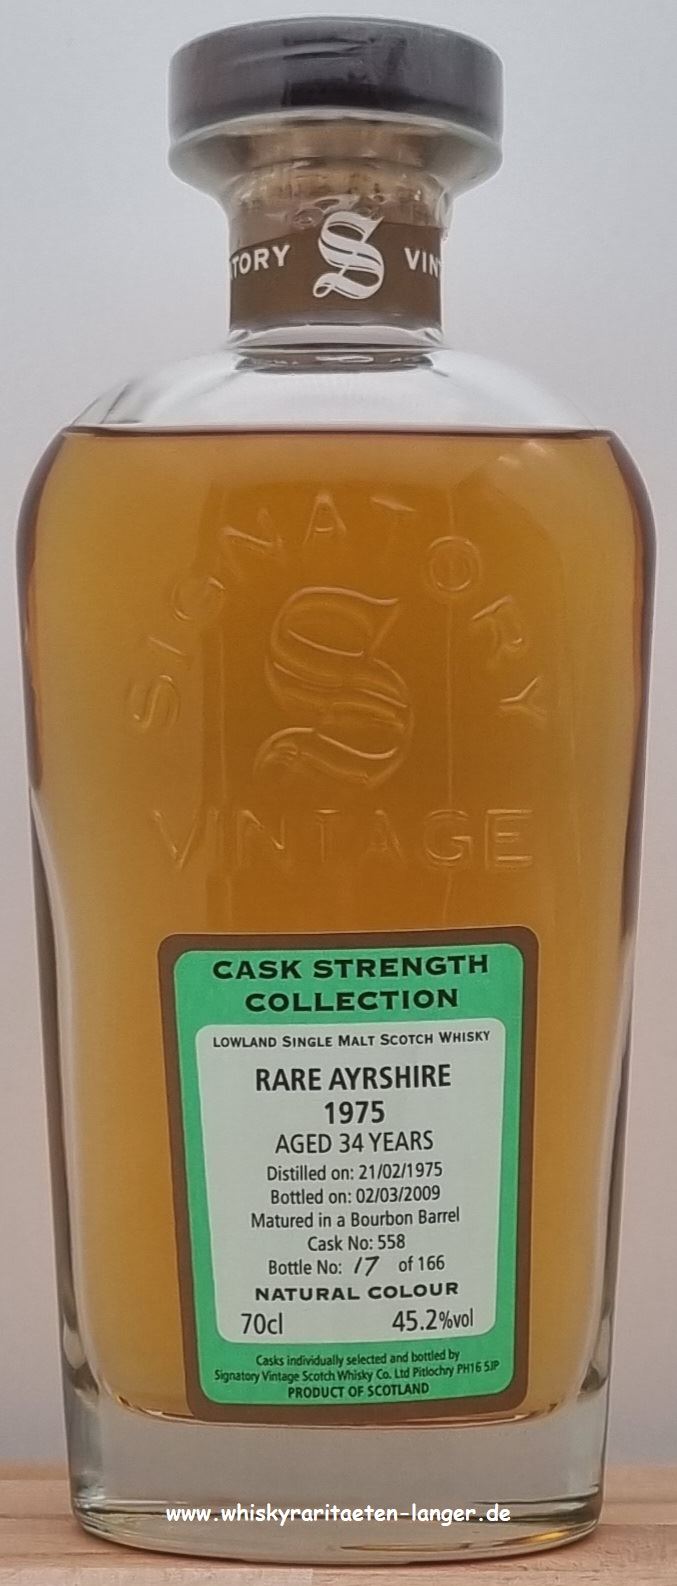 TORY S VIN
SIGNATORY
S
VINTAGE
CASK STRENGTH
COLLECTION
LOWLAND SINGLE MALT SCOTCH WHISKY
RARE AYRSHIRE
1975
AGED 34 YEARS
Distilled on: 21/02/1975
Bottled on: 02/03/2009
Matured in a Bourbon Barrel
Cask No: 558
Bottle No: 17 of 166
NATURAL COLOUR
70cl 45.2%vol
Casks individually selected and bottled by
Signatory Vintage Scotch Whisky Co. Ltd Pitlochry PH16 5JP
PRODUCT OF SCOTLAND
www.whiskyraritaeten-langer.de